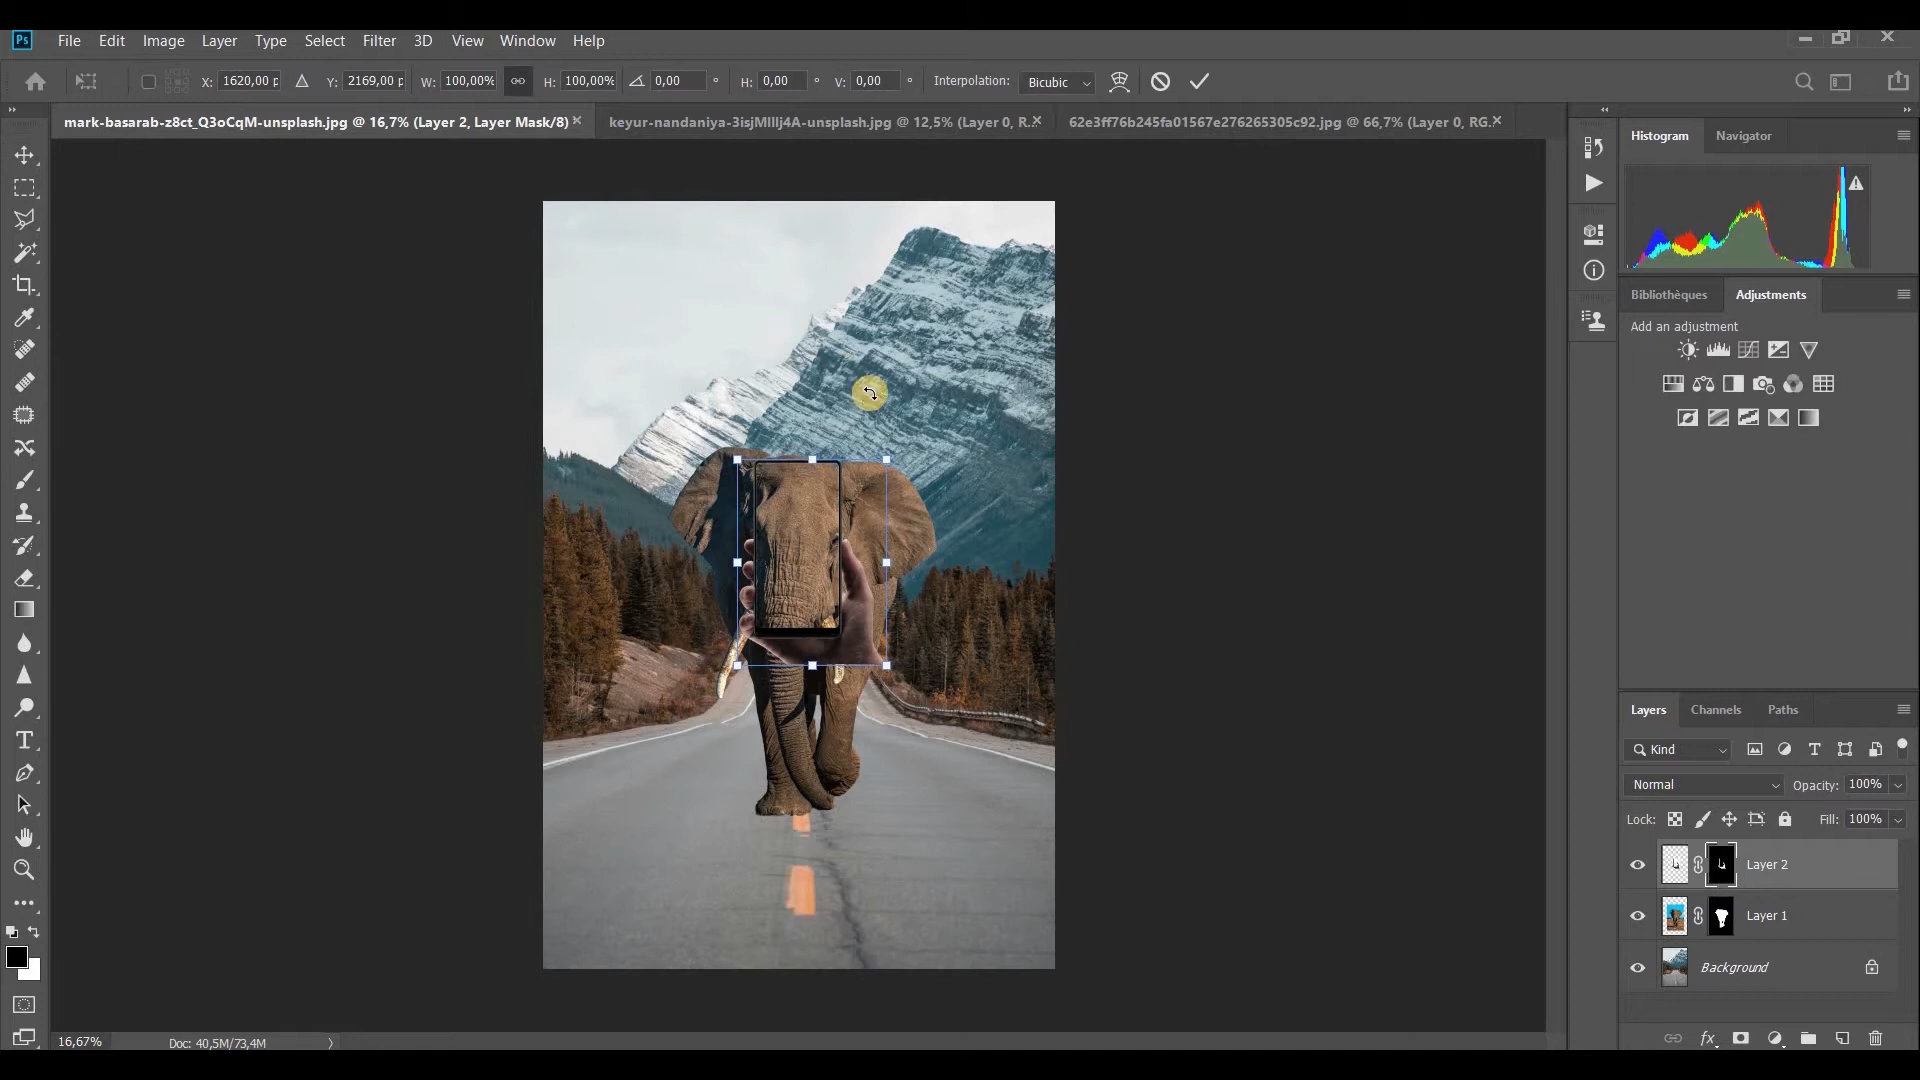 Ps File Edit Image Layer Type Select Filter 3D View Window Help
X: 1620,00 p Y: 2169,00 p W: 100,00% H: 100,00% 0,00 ° H: 0,00 ° V: 0,00 ° Interpolation: Bicubic
mark-basarab-z8ct_Q3oCqM-unsplash.jpg @ 16,7% (Layer 2, Layer Mask/8) × keyur-nandaniya-3isjMlllj4A-unsplash.jpg @ 12,5% (Layer 0, R... × 62e3ff76b245fa01567e276265305c92.jpg @ 66,7% (Layer 0, RG... ×
Histogram Navigator
Bibliothèques Adjustments
Add an adjustment
Layers Channels Paths
Kind
Normal Opacity: 100%
Lock: Fill: 100%
Layer 2
Layer 1
Background
fx
16,67% Doc: 40,5M/73,4M